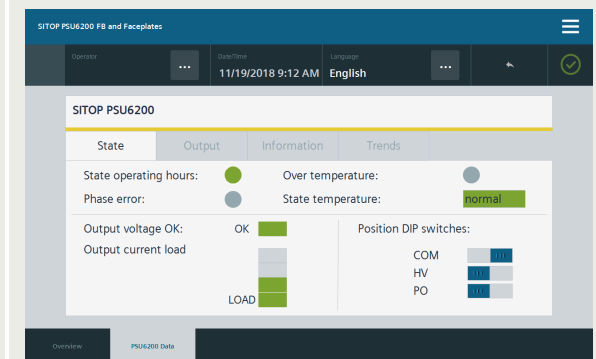 SITOP PSU6200 FB and Faceplates
Operator
...
Date/Time
11/19/2018 9:12 AM
Language
English
...
SITOP PSU6200
State Output Information Trends
State operating hours: Over temperature:
Phase error: State temperature: normal
Output voltage OK: OK Position DIP switches:
Output current load
COM
HV
LOAD PO
Overview PSU6200 Data